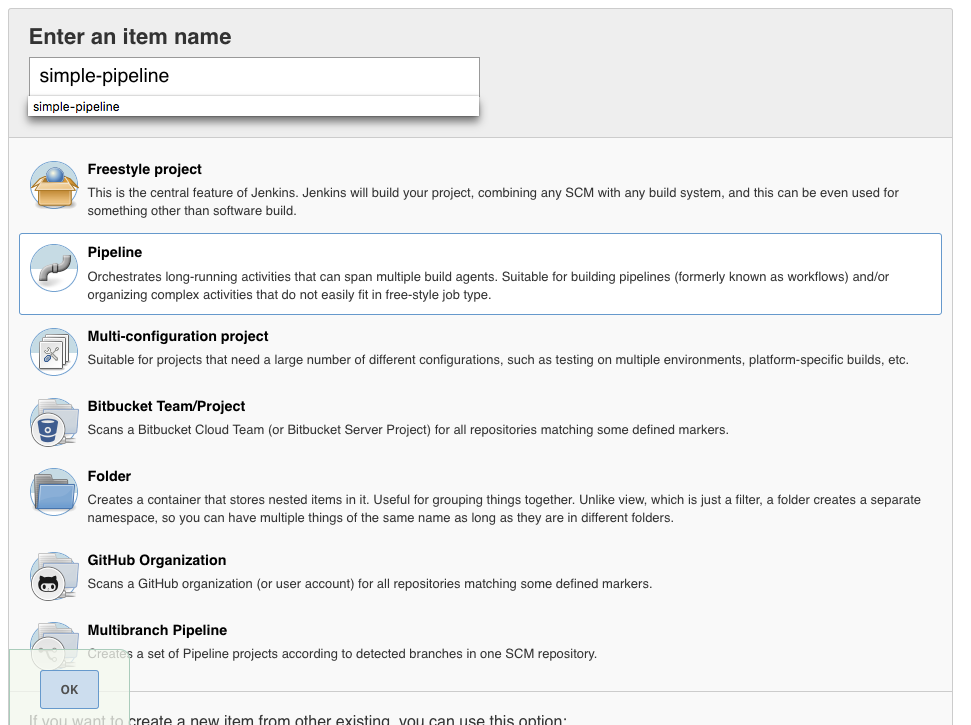 Enter an item name
simple-pipeline
simple-pipeline
Freestyle project
This is the central feature of Jenkins. Jenkins will build your project, combining any SCM with any build system, and this can be even used for
something other than software build.
Pipeline
Orchestrates long-running activities that can span multiple build agents. Suitable for building pipelines (formerly known as workflows) and/or
organizing complex activities that do not easily fit in free-style job type.
Multi-configuration project
Suitable for projects that need a large number of different configurations, such as testing on multiple environments, platform-specific builds, etc.
Bitbucket Team/Project
Scans a Bitbucket Cloud Team (or Bitbucket Server Project) for all repositories matching some defined markers.
Folder
Creates a container that stores nested items in it. Useful for grouping things together. Unlike view, which is just a filter, a folder creates a separate
namespace, so you can have multiple things of the same name as long as they are in different folders.
GitHub Organization
Scans a GitHub organization (or user account) for all repositories matching some defined markers.
Multibranch Pipeline
Creates a set of Pipeline projects according to detected branches in one SCM repository.
OK
If you want to create a new item from other existing, you can use this option: